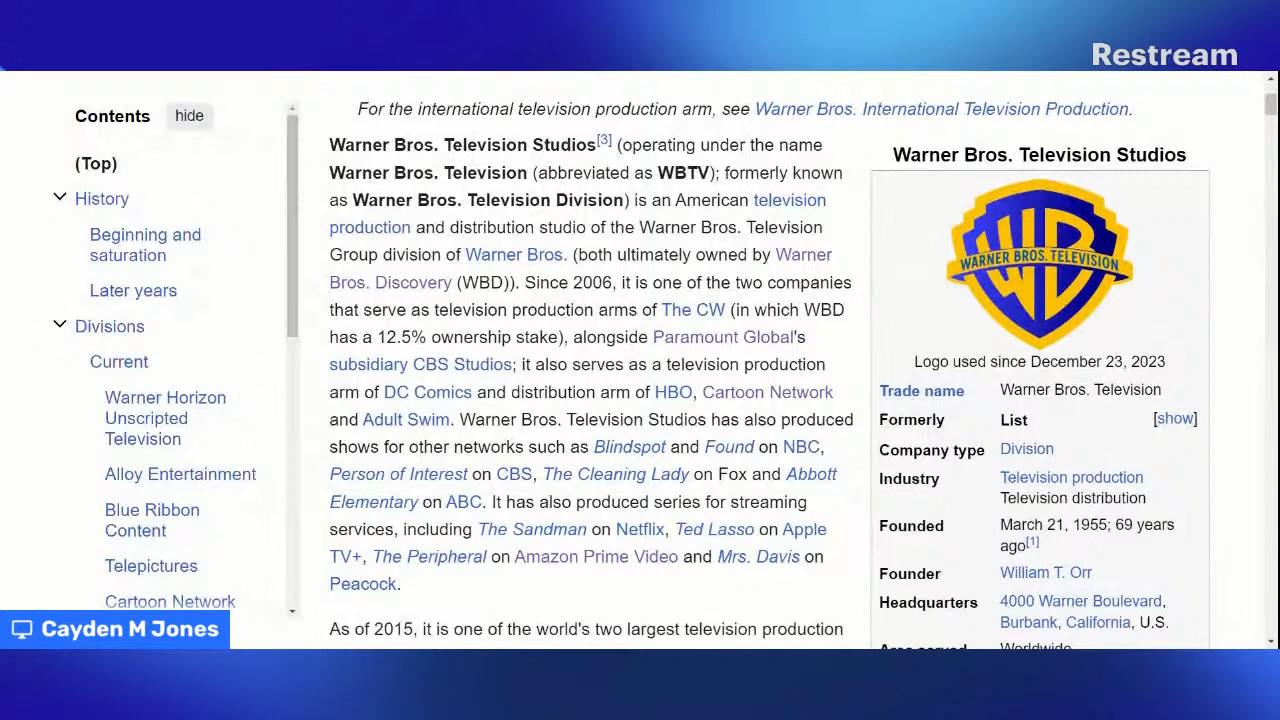 Restream
Contents hide
(Top)
History
Beginning and
saturation
Later years
Divisions
Current
Warner Horizon
Unscripted
Television
Alloy Entertainment
Blue Ribbon
Content
Telepictures
Cartoon Network
Cayden M Jones
For the international television production arm, see Warner Bros. International Television Production.
Warner Bros. Television Studios[3] (operating under the name
Warner Bros. Television (abbreviated as WBTV); formerly known
as Warner Bros. Television Division) is an American television
production and distribution studio of the Warner Bros. Television
Group division of Warner Bros. (both ultimately owned by Warner
Bros. Discovery (WBD)). Since 2006, it is one of the two companies
that serve as television production arms of The CW (in which WBD
has a 12.5% ownership stake), alongside Paramount Global's
subsidiary CBS Studios; it also serves as a television production
arm of DC Comics and distribution arm of HBO, Cartoon Network
and Adult Swim. Warner Bros. Television Studios has also produced
shows for other networks such as Blindspot and Found on NBC,
Person of Interest on CBS, The Cleaning Lady on Fox and Abbott
Elementary on ABC. It has also produced series for streaming
services, including The Sandman on Netflix, Ted Lasso on Apple
TV+, The Peripheral on Amazon Prime Video and Mrs. Davis on
Peacock.
As of 2015, it is one of the world's two largest television production
Warner Bros. Television Studios
WB
WARNER BROS. TELEVISION
Logo used since December 23, 2023
Trade name Warner Bros. Television
Formerly List [show]
Company type Division
Industry Television production
Television distribution
Founded March 21, 1955; 69 years
ago[1]
Founder William T. Orr
Headquarters 4000 Warner Boulevard,
Burbank, California, U.S.
Area served Worldwide